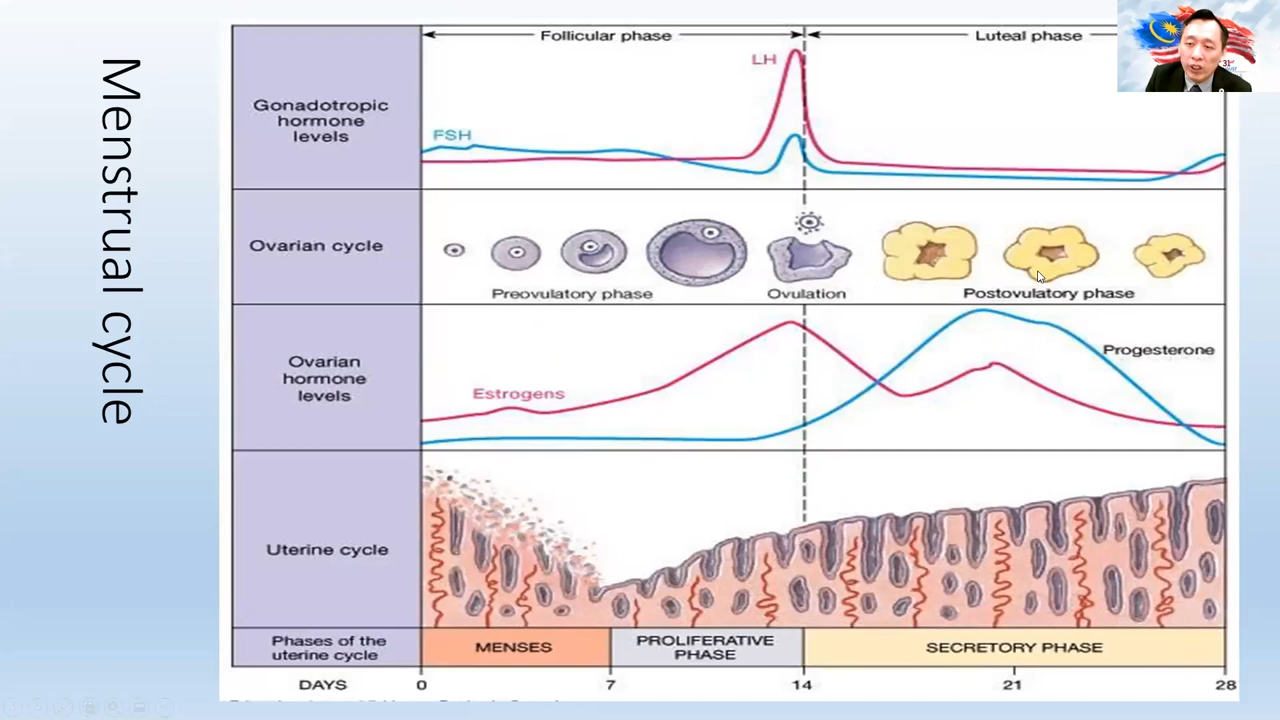 Menstrual cycle
Follicular phase
Luteal phase
Gonadotropic
hormone
levels
LH
FSH
Ovarian cycle
Preovulatory phase
Ovulation
Postovulatory phase
Ovarian
hormone
levels
Estrogens
Progesterone
Uterine cycle
Phases of the
uterine cycle
MENSES
PROLIFERATIVE
PHASE
SECRETORY PHASE
DAYS
0
7
14
21
28
31